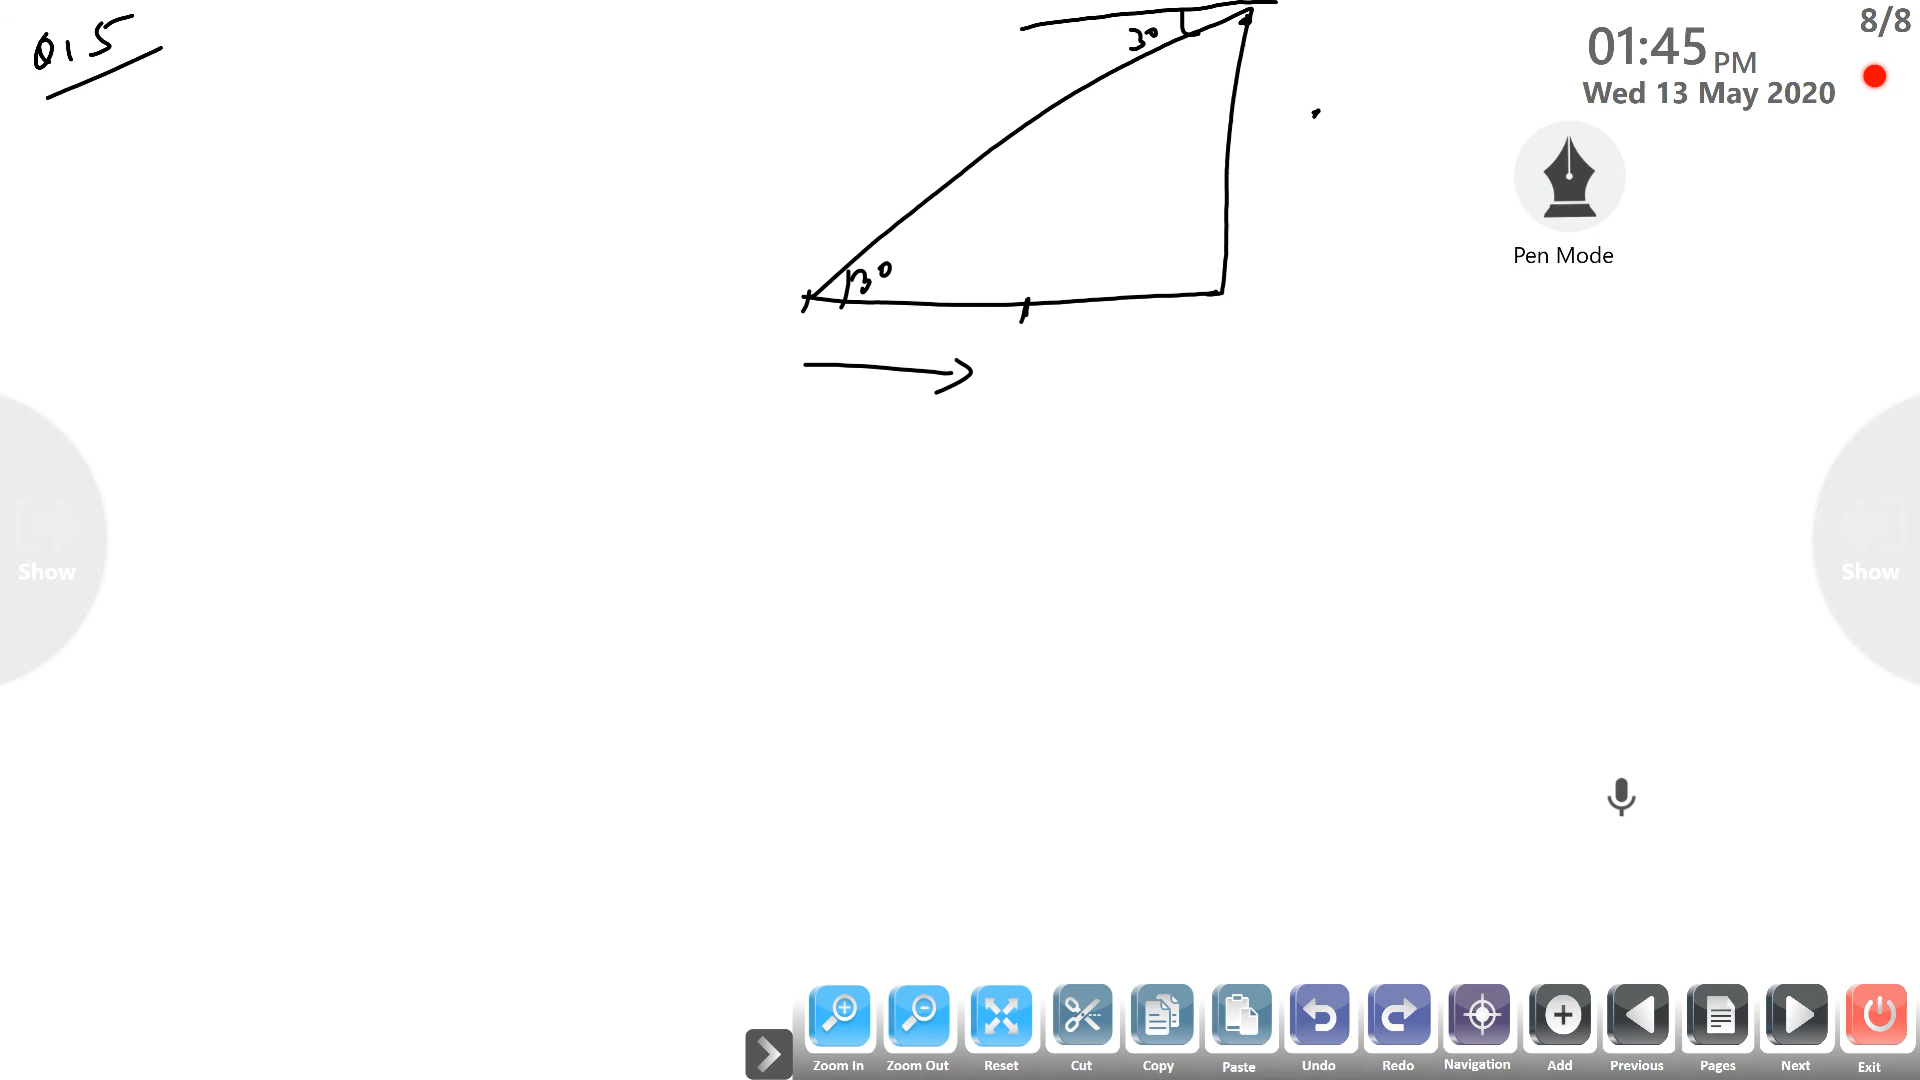 Q15
30
01:45 PM
8/8
Wed 13 May 2020
Pen Mode
30
Show
Show
Zoom In
Zoom Out
Reset
Cut
Copy
Paste
Undo
Redo
Navigation
Add
Previous
Pages
Next
Exit